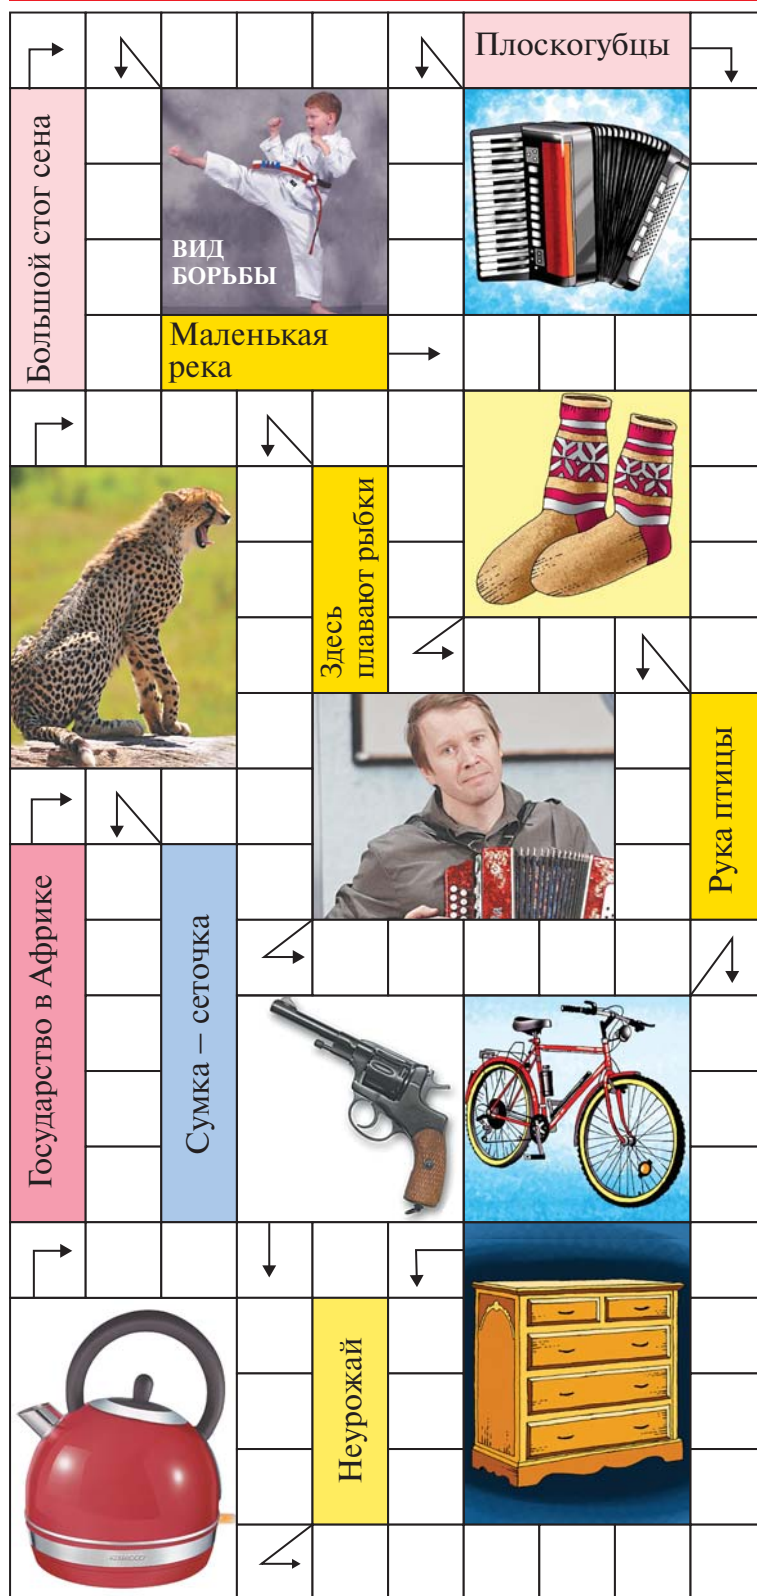 Плоскогубцы
Большой стог сена
ВИД
БОРЬБЫ
Маленькая
река
Здесь
плавают рыбки
Рука птицы
Государство в Африке
Сумка – сеточка
Неурожай